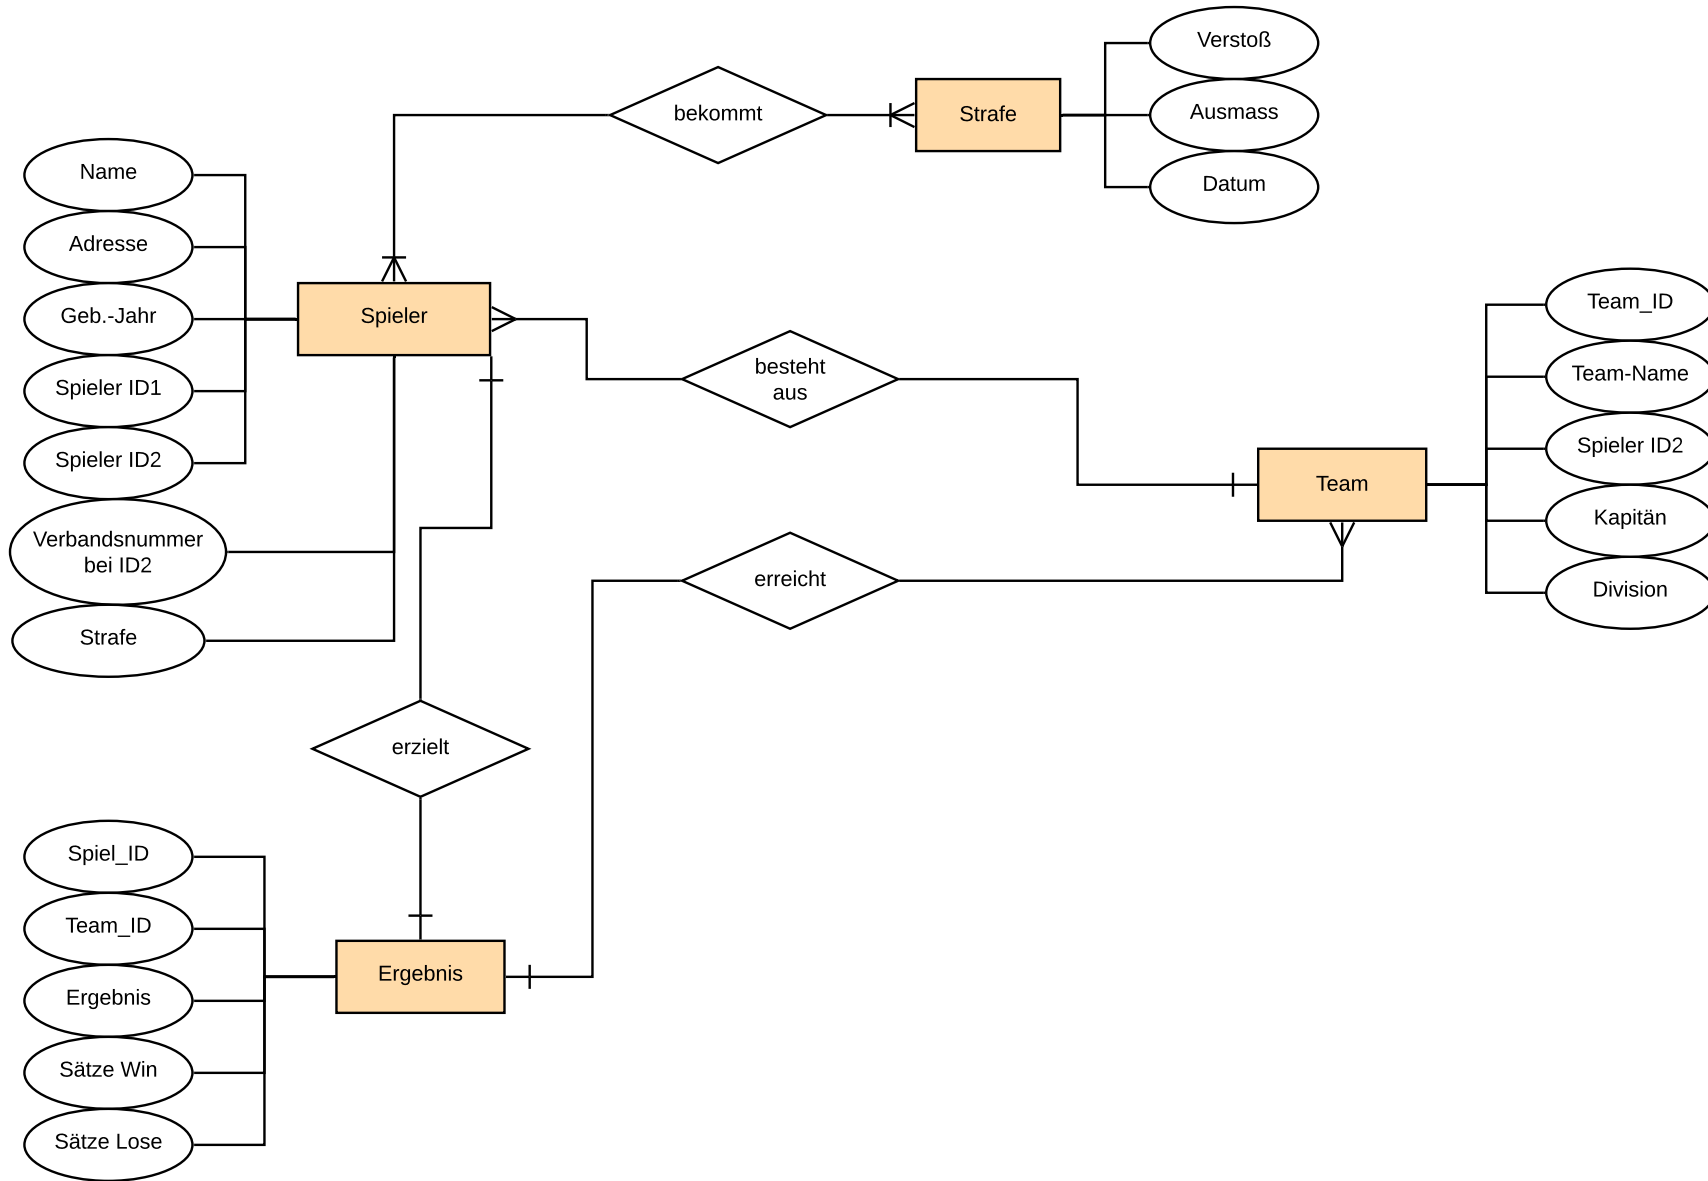 Verstoß
bekommt
Strafe
Ausmass
Datum
Name
Adresse
Geb.-Jahr
Spieler ID1
Spieler ID2
Verbandsnummer
bei ID2
Strafe
Spieler
besteht
aus
Team_ID
Team-Name
Spieler ID2
Kapitän
Division
Team
erreicht
erzielt
Spiel_ID
Team_ID
Ergebnis
Sätze Win
Sätze Lose
Ergebnis